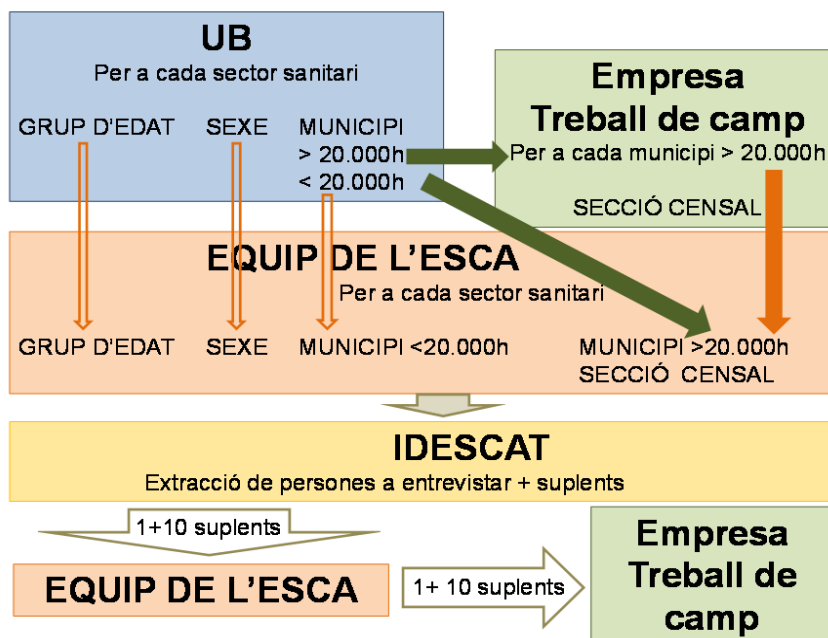 UB
Per a cada sector sanitari
GRUP D'EDAT
SEXE
MUNICIPI
> 20.000h
< 20.000h
Empresa
Treball de camp
Per a cada municipi > 20.000h
SECCIÓ CENSAL
EQUIP DE L'ESCA
Per a cada sector sanitari
GRUP D'EDAT
SEXE
MUNICIPI <20.000h
MUNICIPI >20.000h
SECCIÓ CENSAL
IDESCAT
Extracció de persones a entrevistar + suplents
1+10 suplents
EQUIP DE L'ESCA
1+ 10 suplents
Empresa
Treball de
camp